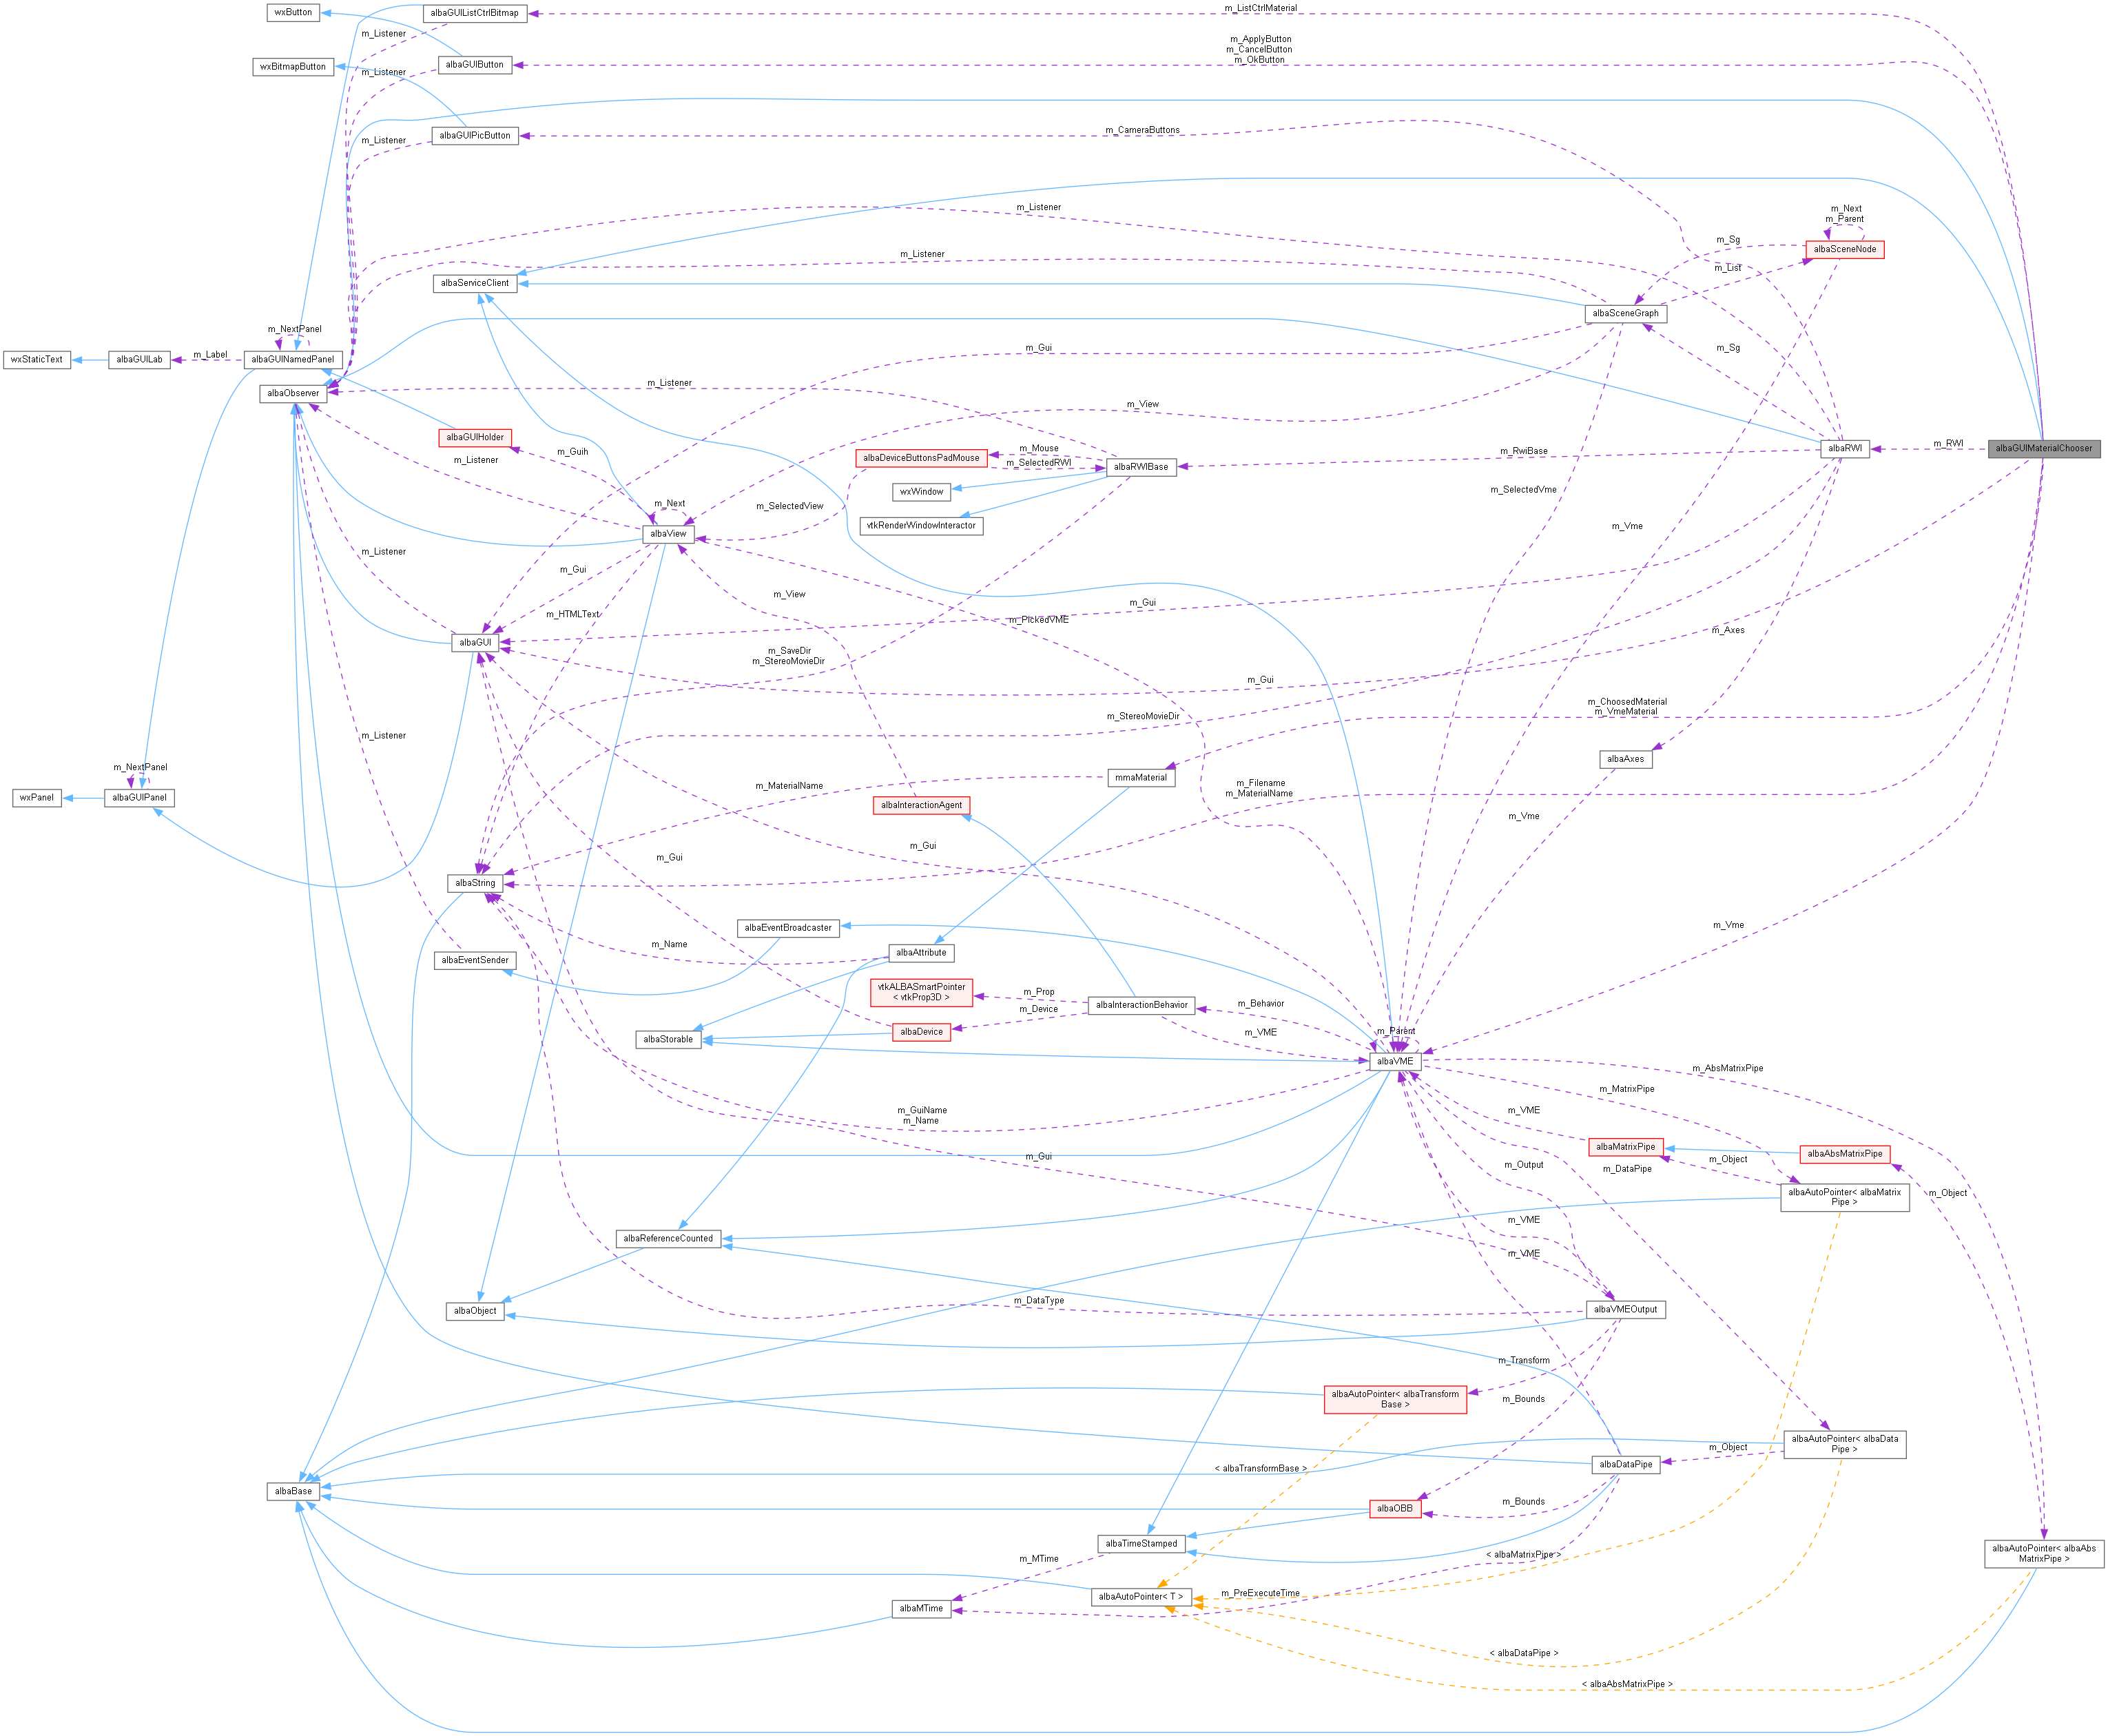 wxButton
albaGUIListCtrlBitmap
m_ListCtrlMaterial
m_Listener
m_ApplyButton
m_CancelButton
m_OkButton
wxBitmapButton
albaGUIButton
m_Listener
albaGUIPicButton
m_CameraButtons
m_Listener
m_Listener
m_Next
m_Parent
m_Sg
albaSceneNode
m_Listener
m_List
albaServiceClient
albaSceneGraph
m_NextPanel
m_Gui
m_Sg
wxStaticText
albaGUILab
m_Label
albaGUINamedPanel
albaObserver
m_Listener
m_View
albaGUIHolder
m_Guih
m_Listener
albaDeviceButtonsPadMouse
m_Mouse
m_SelectedRWI
albaRWIBase
m_RwiBase
albaRWI
m_RWI
albaGUIMaterialChooser
wxWindow
m_SelectedVme
m_Next
m_SelectedView
vtkRenderWindowInteractor
m_Vme
albaView
m_Listener
m_Gui
m_View
m_HTMLText
m_PickedVME
m_Gui
m_Axes
albaGUI
m_SaveDir
m_StereoMovieDir
m_Gui
m_StereoMovieDir
m_ChoosedMaterial
m_VmeMaterial
m_Listener
albaAxes
m_NextPanel
wxPanel
albaGUIPanel
mmaMaterial
m_MaterialName
m_Filename
m_MaterialName
albaInteractionAgent
m_Vme
m_Gui
m_Gui
albaString
albaEventBroadcaster
m_Vme
m_Name
albaAttribute
albaEventSender
vtkALBASmartPointer
< vtkProp3D >
m_Prop
albaInteractionBehavior
m_Behavior
m_Device
albaDevice
m_VME
m_Parent
albaStorable
albaVME
m_AbsMatrixPipe
m_MatrixPipe
m_GuiName
m_Name
m_VME
albaMatrixPipe
albaAbsMatrixPipe
m_Gui
m_Output
m_DataPipe
m_Object
albaAutoPointer< albaMatrix
Pipe >
m_Object
m_VME
albaReferenceCounted
m_VME
m_DataType
albaObject
albaVMEOutput
m_Transform
albaAutoPointer< albaTransform
Base >
m_Bounds
albaAutoPointer< albaData
Pipe >
m_Object
< albaTransformBase >
albaDataPipe
albaBase
albaOBB
m_Bounds
albaTimeStamped
m_MTime
< albaMatrixPipe >
albaAutoPointer< albaAbs
MatrixPipe >
albaAutoPointer< T >
m_PreExecuteTime
albaMTime
< albaDataPipe >
< albaAbsMatrixPipe >